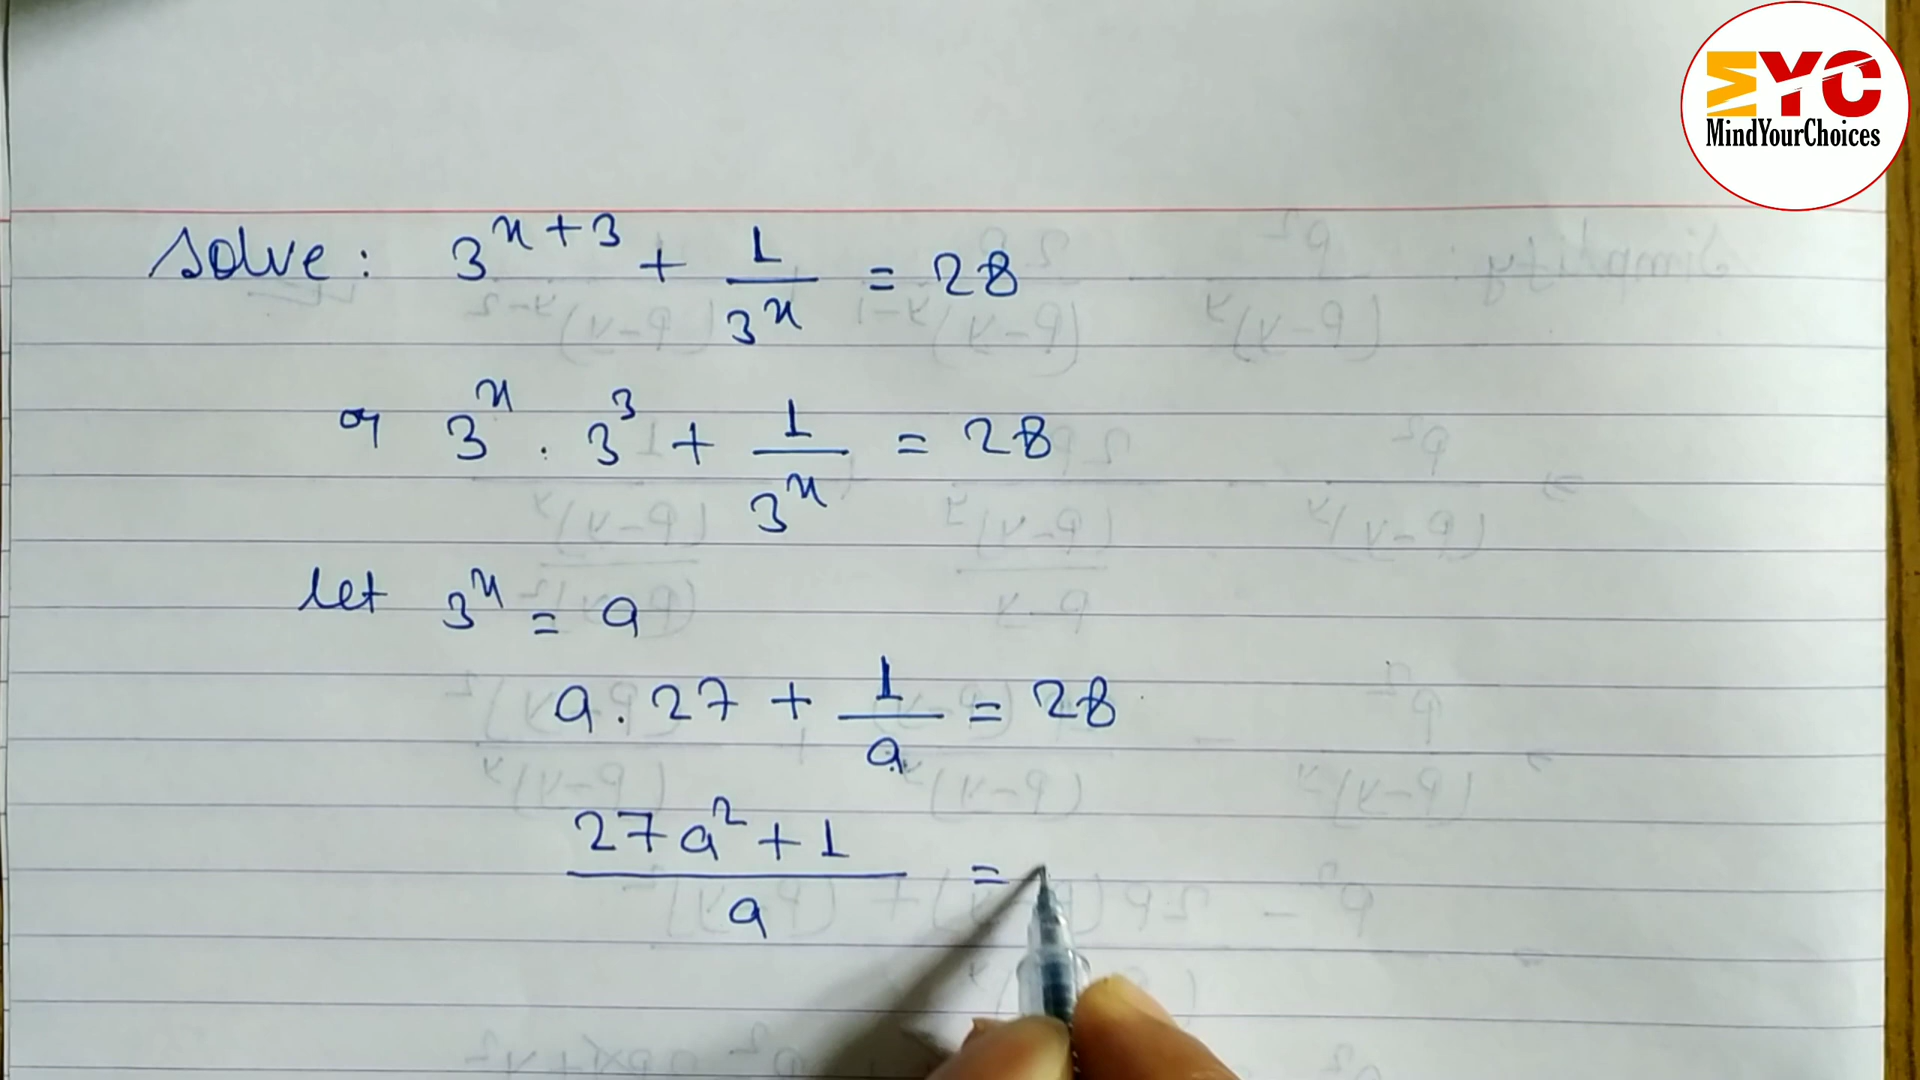 MYC
MindYourChoices
Solve : 3^(x+3) + 1/3^x = 28
or 3^x . 3^3 + 1/3^x = 28
let 3^x = a
a . 27 + 1/a = 28
(27a^2 + 1)/a =